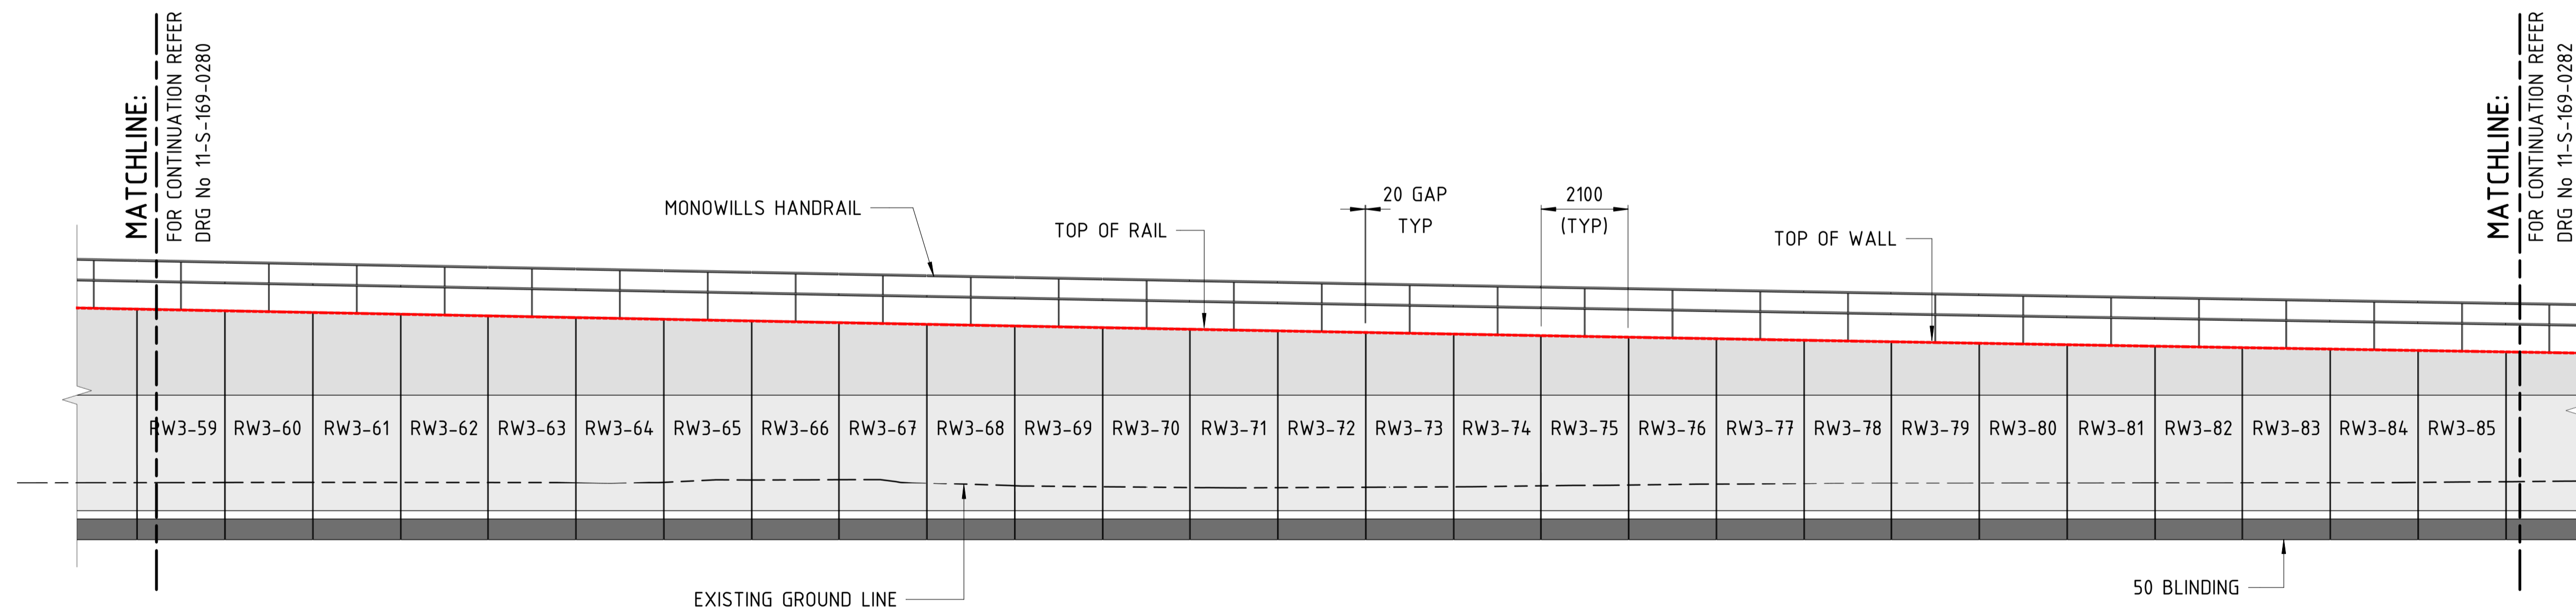 MATCHLINE:
FOR CONTINUATION REFER
DRG No 11-S-169-0280
MATCHLINE:
FOR CONTINUATION REFER
DRG No 11-S-169-0282
MONOWILLS HANDRAIL
TOP OF RAIL
20 GAP
TYP
2100
(TYP)
TOP OF WALL
RW3-59 RW3-60 RW3-61 RW3-62 RW3-63 RW3-64 RW3-65 RW3-66 RW3-67 RW3-68 RW3-69 RW3-70 RW3-71 RW3-72 RW3-73 RW3-74 RW3-75 RW3-76 RW3-77 RW3-78 RW3-79 RW3-80 RW3-81 RW3-82 RW3-83 RW3-84 RW3-85
EXISTING GROUND LINE
50 BLINDING